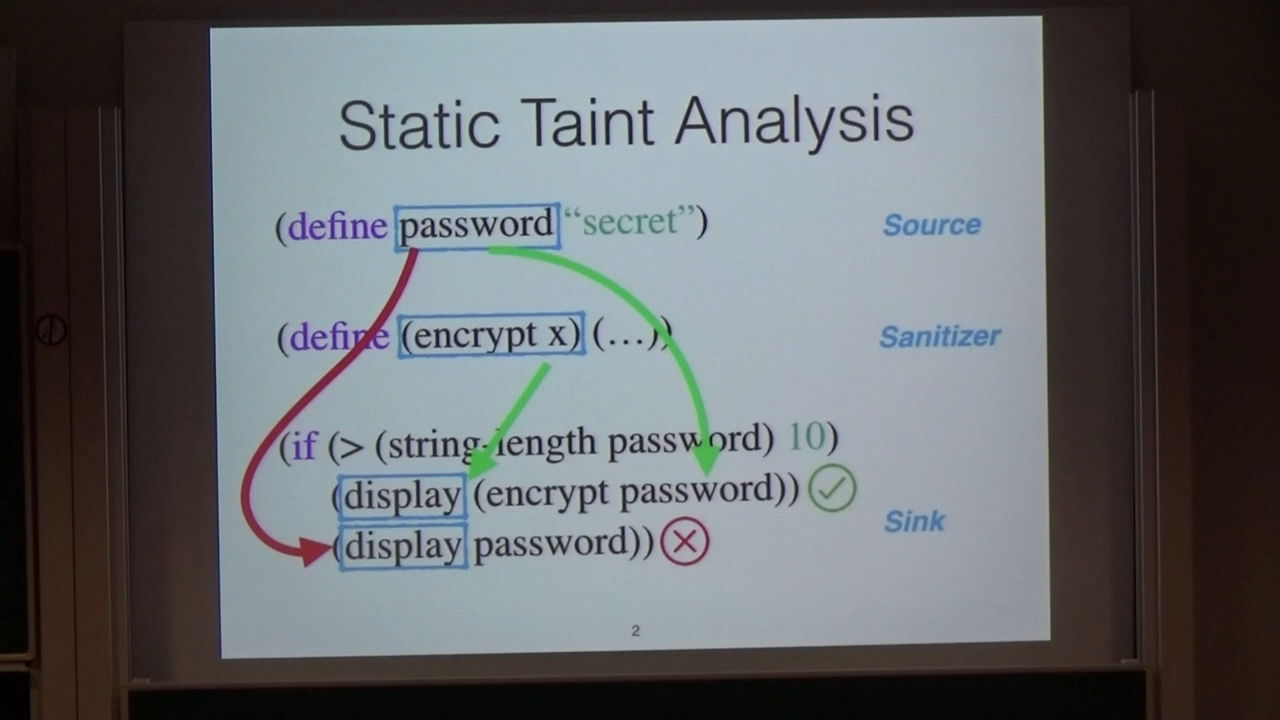 Static Taint Analysis
(define password “secret”) Source
(define (encrypt x) (…)) Sanitizer
(if (> (string-length password) 10)
(display (encrypt password))
Sink
(display password))
2